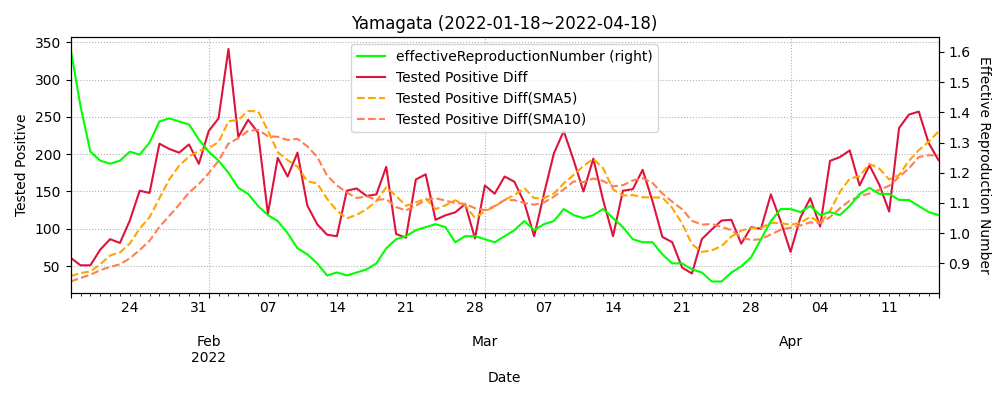 Yamagata (2022-01-18~2022-04-18)
effectiveReproductionNumber (right)
Tested Positive Diff
Tested Positive Diff(SMA5)
Tested Positive Diff(SMA10)
Tested Positive
350
300
250
200
150
100
50
1.6
1.5
1.4
1.3
1.2
1.1
1.0
0.9
Effective Reproduction Number
24 31 07 14 21 28 07 14 21 28 04 11
Feb Mar Apr
2022
Date